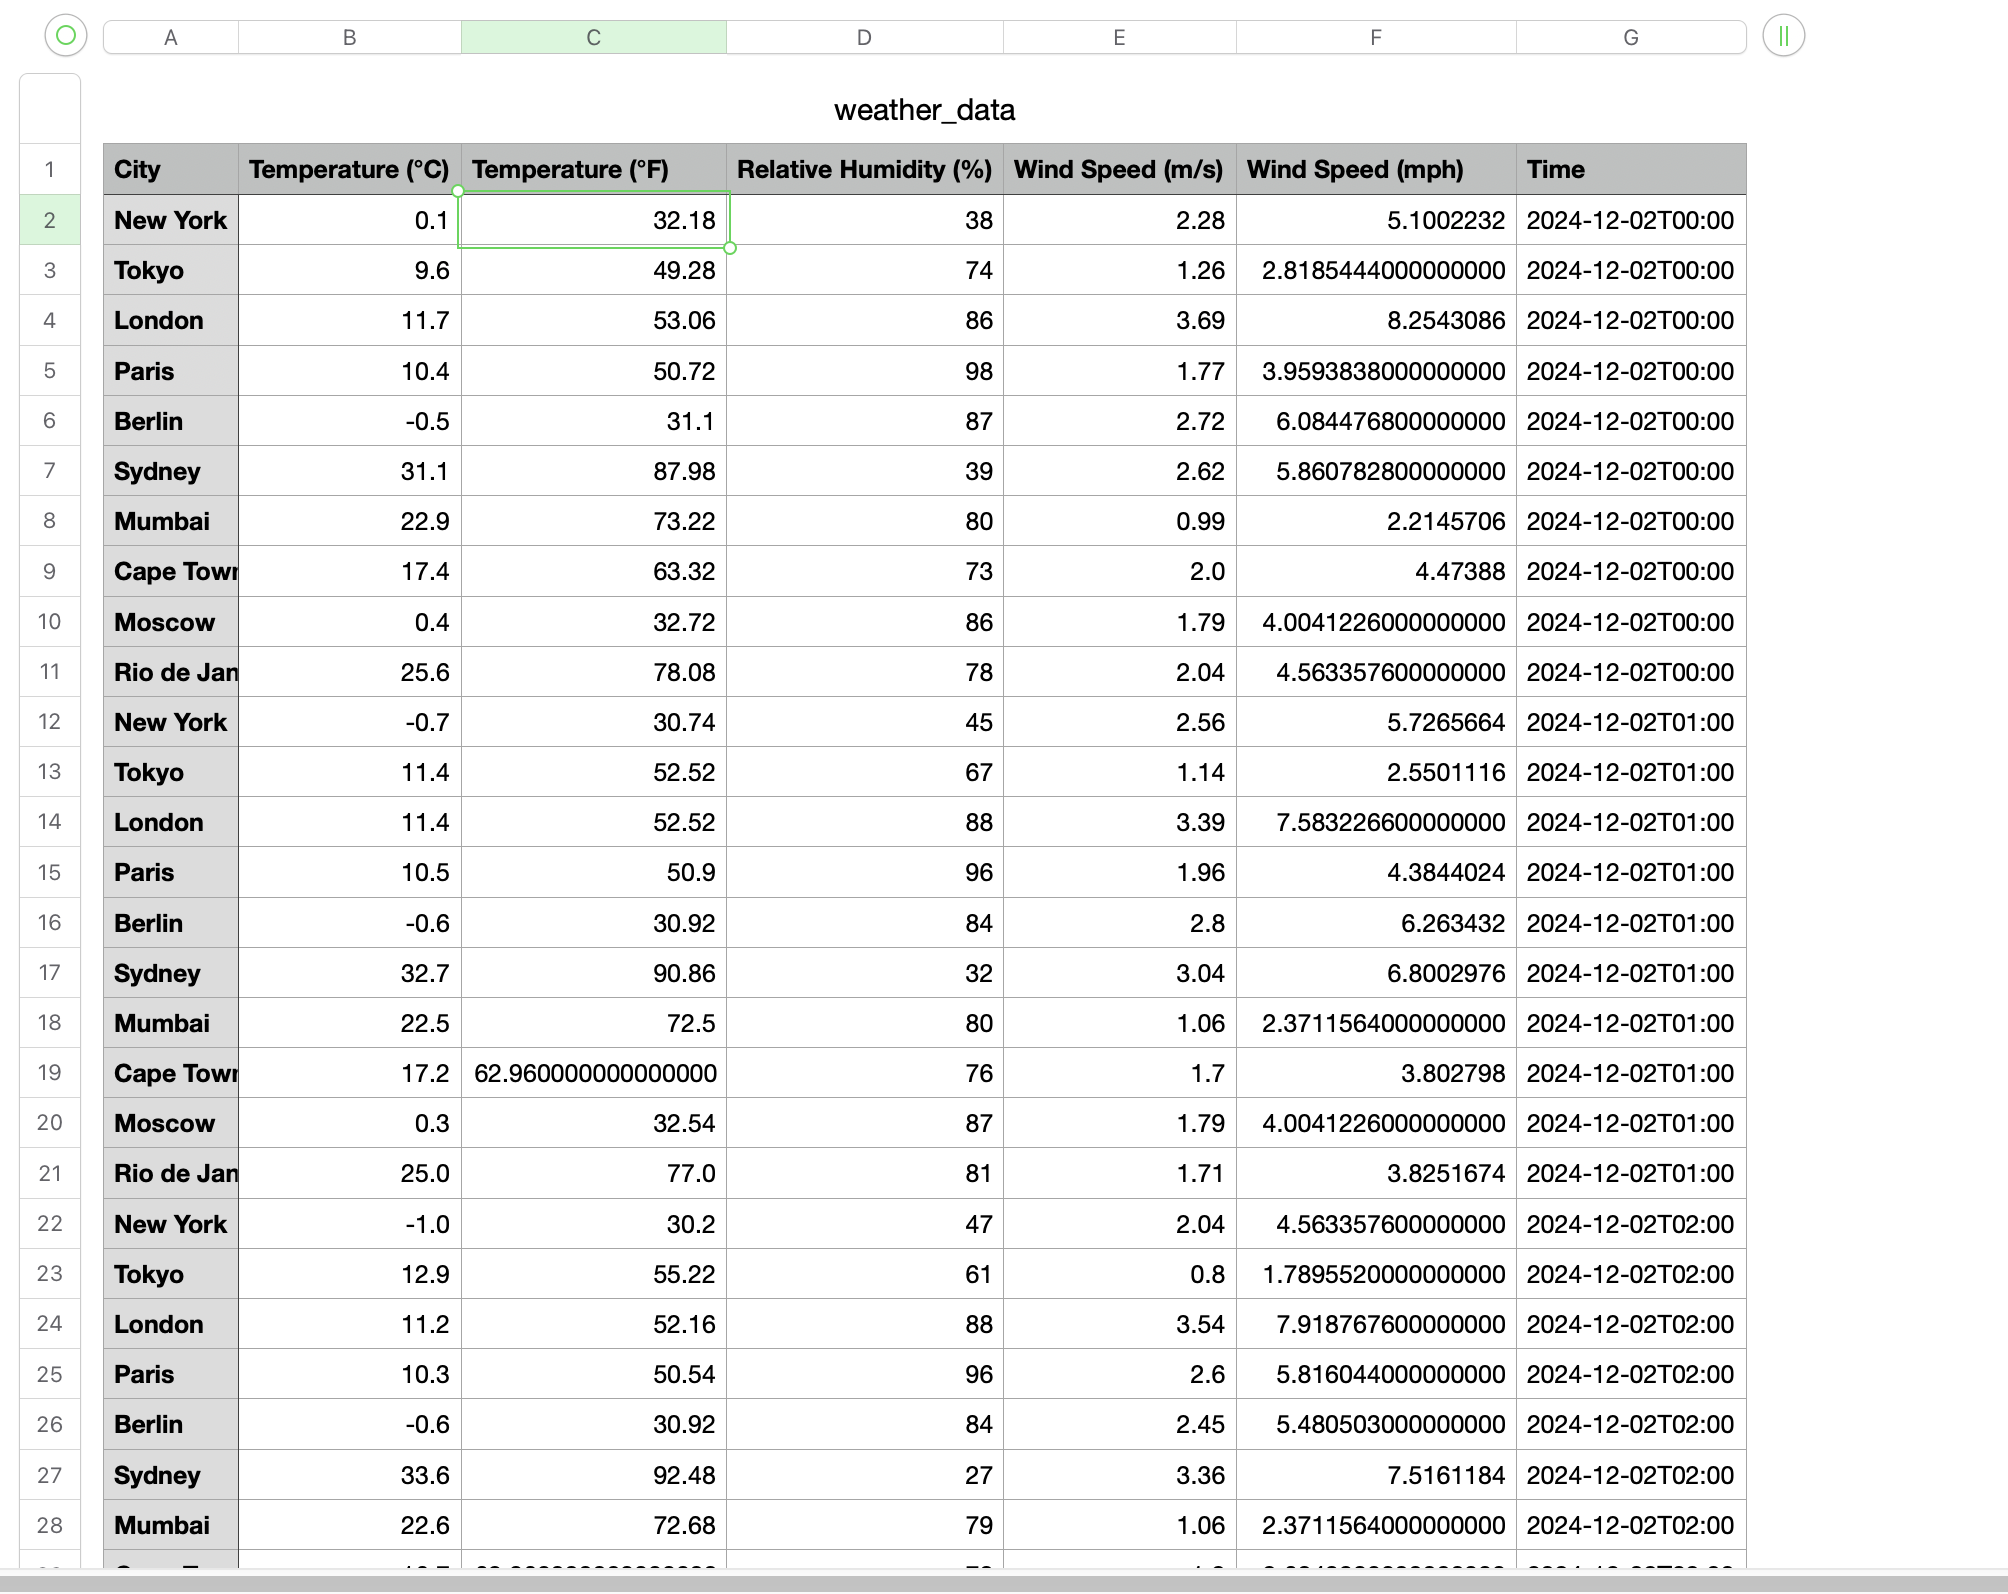 A B C D E F G
weather_data
1 City Temperature (°C) Temperature (°F) Relative Humidity (%) Wind Speed (m/s) Wind Speed (mph) Time
2 New York 0.1 32.18 38 2.28 5.1002232 2024-12-02T00:00
3 Tokyo 9.6 49.28 74 1.26 2.8185444000000000 2024-12-02T00:00
4 London 11.7 53.06 86 3.69 8.2543086 2024-12-02T00:00
5 Paris 10.4 50.72 98 1.77 3.9593838000000000 2024-12-02T00:00
6 Berlin -0.5 31.1 87 2.72 6.084476800000000 2024-12-02T00:00
7 Sydney 31.1 87.98 39 2.62 5.860782800000000 2024-12-02T00:00
8 Mumbai 22.9 73.22 80 0.99 2.2145706 2024-12-02T00:00
9 Cape Town 17.4 63.32 73 2.0 4.47388 2024-12-02T00:00
10 Moscow 0.4 32.72 86 1.79 4.0041226000000000 2024-12-02T00:00
11 Rio de Jan 25.6 78.08 78 2.04 4.563357600000000 2024-12-02T00:00
12 New York -0.7 30.74 45 2.56 5.7265664 2024-12-02T01:00
13 Tokyo 11.4 52.52 67 1.14 2.5501116 2024-12-02T01:00
14 London 11.4 52.52 88 3.39 7.583226600000000 2024-12-02T01:00
15 Paris 10.5 50.9 96 1.96 4.3844024 2024-12-02T01:00
16 Berlin -0.6 30.92 84 2.8 6.263432 2024-12-02T01:00
17 Sydney 32.7 90.86 32 3.04 6.8002976 2024-12-02T01:00
18 Mumbai 22.5 72.5 80 1.06 2.3711564000000000 2024-12-02T01:00
19 Cape Town 17.2 62.960000000000000 76 1.7 3.802798 2024-12-02T01:00
20 Moscow 0.3 32.54 87 1.79 4.0041226000000000 2024-12-02T01:00
21 Rio de Jan 25.0 77.0 81 1.71 3.8251674 2024-12-02T01:00
22 New York -1.0 30.2 47 2.04 4.563357600000000 2024-12-02T02:00
23 Tokyo 12.9 55.22 61 0.8 1.7895520000000000 2024-12-02T02:00
24 London 11.2 52.16 88 3.54 7.918767600000000 2024-12-02T02:00
25 Paris 10.3 50.54 96 2.6 5.816044000000000 2024-12-02T02:00
26 Berlin -0.6 30.92 84 2.45 5.480503000000000 2024-12-02T02:00
27 Sydney 33.6 92.48 27 3.36 7.5161184 2024-12-02T02:00
28 Mumbai 22.6 72.68 79 1.06 2.3711564000000000 2024-12-02T02:00